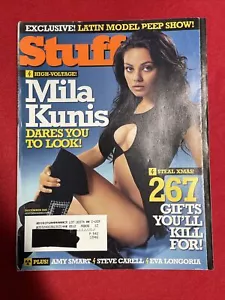 EXCLUSIVE! LATIN MODEL PEEP SHOW!
Stuff
HIGH-VOLTAGE!
Mila
Kunis
DARES YOU
TO LOOK!
STEAL XMAS!
267
GIFTS
YOU'LL
KILL
FOR!
PLUS! AMY SMART STEVE CARELL EVA LONGORIA